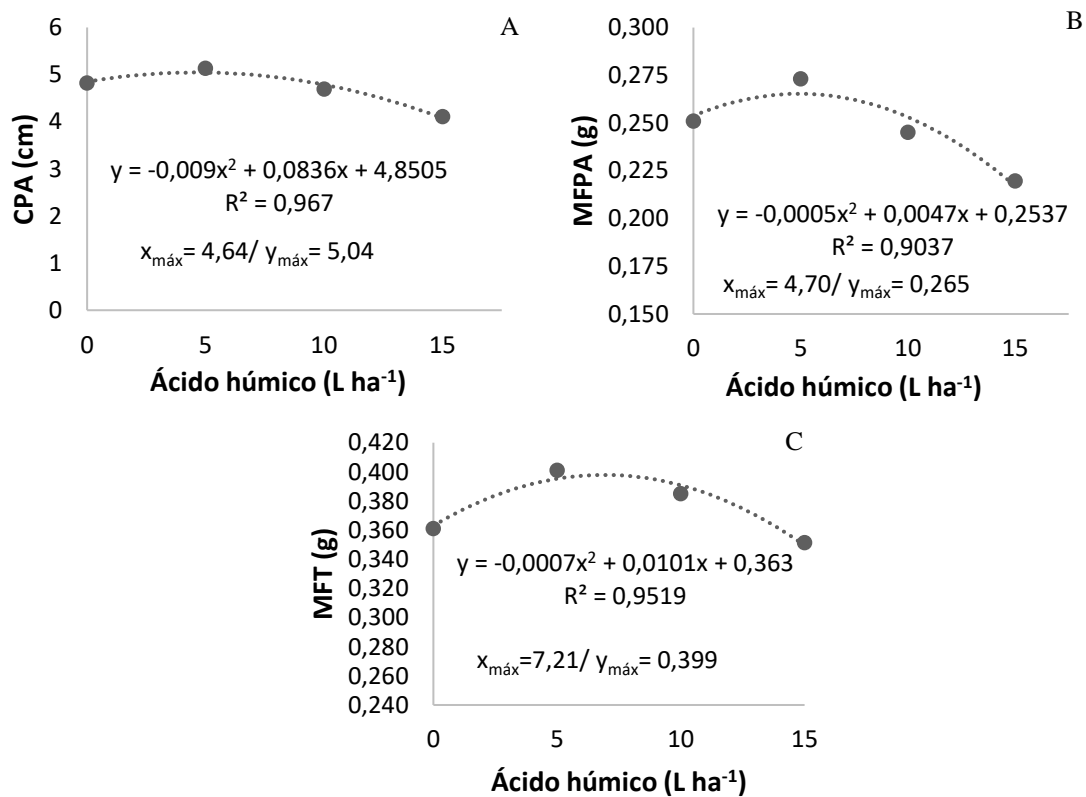 A
CPA (cm)
6
5
4
3
2
1
0
y = -0,009x² + 0,0836x + 4,8505
R² = 0,967
xmáx= 4,64/ ymáx= 5,04
0 5 10 15
Ácido húmico (L ha⁻¹)
B
MFPA (g)
0,300
0,275
0,250
0,225
0,200
0,175
0,150
y = -0,0005x² + 0,0047x + 0,2537
R² = 0,9037
xmáx= 4,70/ ymáx= 0,265
0 5 10 15
Ácido húmico (L ha⁻¹)
C
MFT (g)
0,420
0,400
0,380
0,360
0,340
0,320
0,300
0,280
0,260
0,240
y = -0,0007x² + 0,0101x + 0,363
R² = 0,9519
xmáx=7,21/ ymáx= 0,399
0 5 10 15
Ácido húmico (L ha⁻¹)